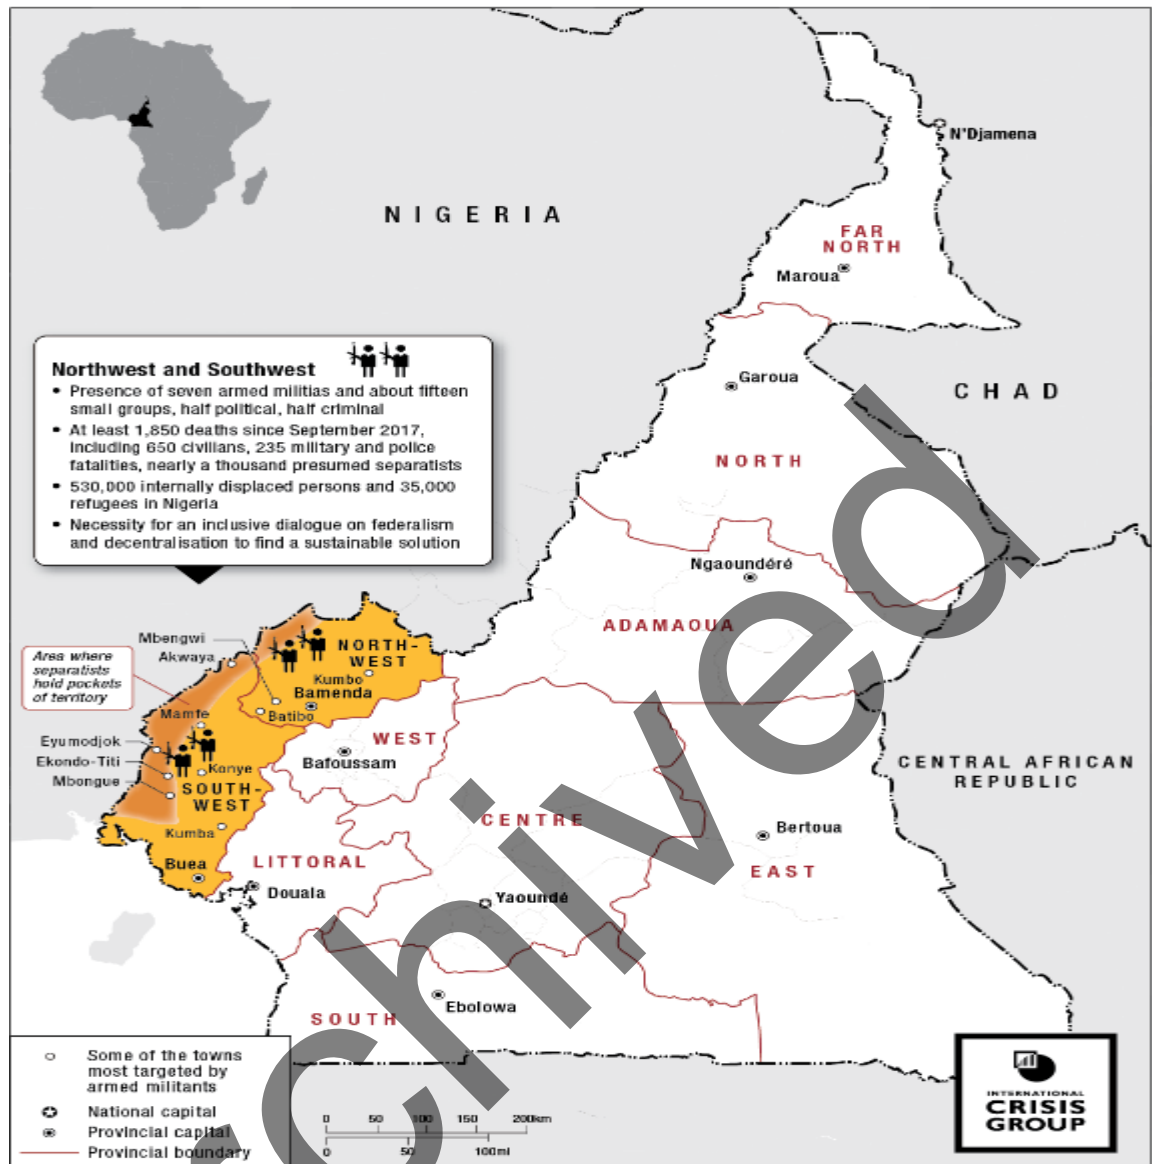 N'Djamena
NIGERIA
FAR
NORTH
Maroua
Northwest and Southwest
• Presence of seven armed militias and about fifteen
small groups, half political, half criminal
• At least 1,850 deaths since September 2017,
including 650 civilians, 235 military and police
fatalities, nearly a thousand presumed separatists
• 530,000 internally displaced persons and 35,000
refugees in Nigeria
• Necessity for an inclusive dialogue on federalism
and decentralisation to find a sustainable solution
Garoua
CHAD
NORTH
Ngaoundéré
ADAMAOUA
Mbengwi
Akwaya
NORTH-
WEST
Area where
separatists
hold pockets
of territory
Kumbo
Bamenda
Batibo
Mamfe
Eyumodjok
Ekondo-Titi
Mbongue
Konye
SOUTH-
WEST
Kumba
Buea
WEST
Bafoussam
CENTRAL AFRICAN
REPUBLIC
CENTRE
Bertoua
EAST
LITTORAL
Douala
Yaoundé
Ebolowa
SOUTH
Some of the towns
most targeted by
armed militants
National capital
Provincial capital
Provincial boundary
0 50 100 150 200km
0 50 100mi
INTERNATIONAL
CRISIS
GROUP
chived